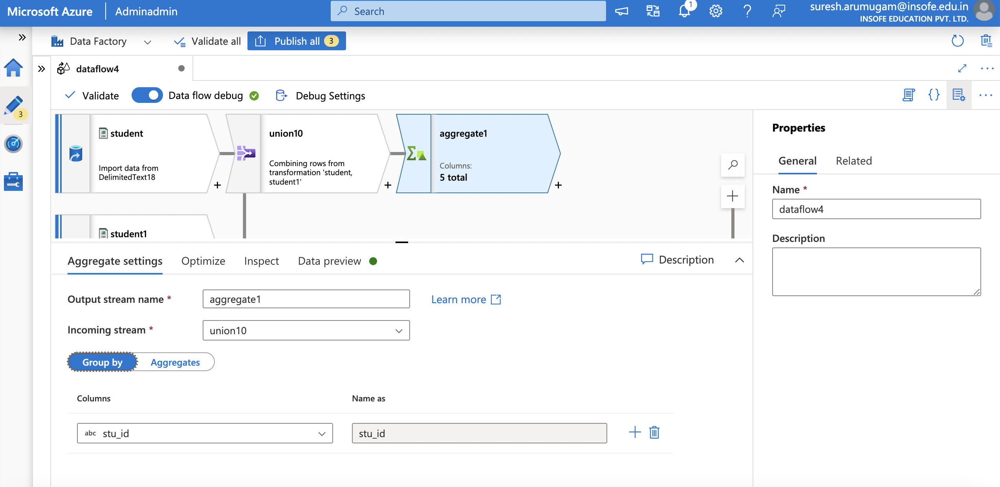 Microsoft Azure
Adminadmin
Search
1
suresh.arumugam@insofe.edu.in
INSOFE EDUCATION PVT. LTD.
Data Factory
Validate all
Publish all
3
dataflow4
Validate
Data flow debug
Debug Settings
3
student
Import data from
DelimitedText18
union10
Combining rows from
transformation 'student,
student1'
aggregate1
Columns:
5 total
student1
Properties
General
Related
Name *
dataflow4
Description
Aggregate settings
Optimize
Inspect
Data preview
Description
Output stream name *
aggregate1
Learn more
Incoming stream *
union10
Group by
Aggregates
Columns
Name as
abc stu_id
stu_id